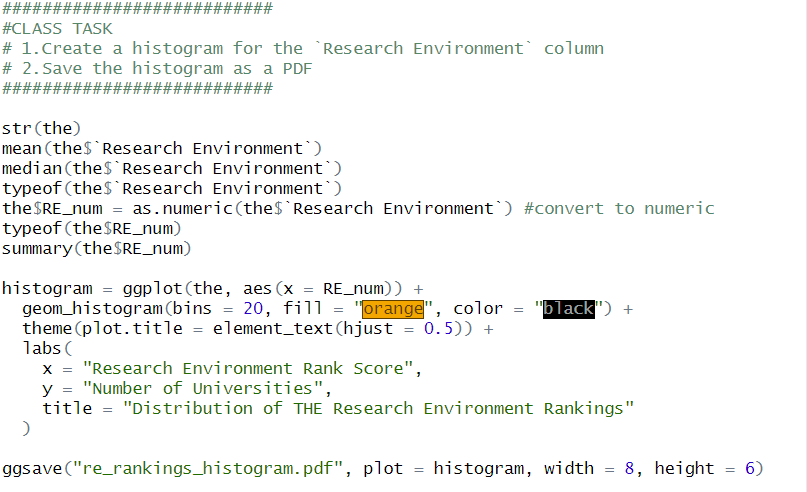 ###########################
#CLASS TASK
# 1.Create a histogram for the `Research Environment` column
# 2.Save the histogram as a PDF
###########################

str(the)
mean(the$`Research Environment`)
median(the$`Research Environment`)
typeof(the$`Research Environment`)
the$RE_num = as.numeric(the$`Research Environment`) #convert to numeric
typeof(the$RE_num)
summary(the$RE_num)

histogram = ggplot(the, aes(x = RE_num)) +
  geom_histogram(bins = 20, fill = "orange", color = "black") +
  theme(plot.title = element_text(hjust = 0.5)) +
  labs(
    x = "Research Environment Rank Score",
    y = "Number of Universities",
    title = "Distribution of THE Research Environment Rankings"
  )

ggsave("re_rankings_histogram.pdf", plot = histogram, width = 8, height = 6)